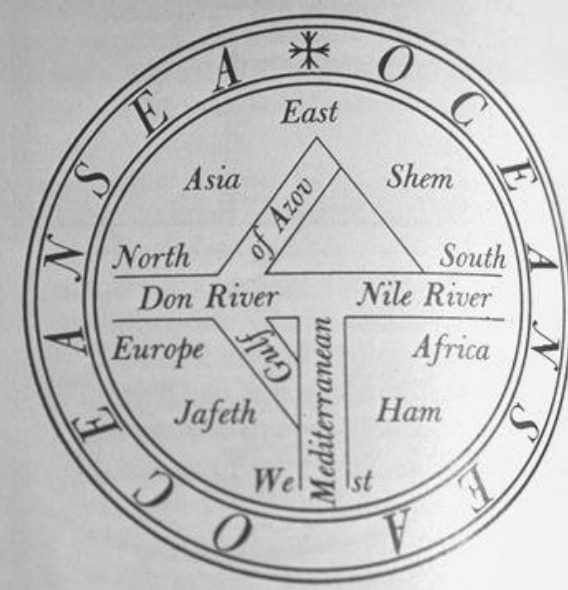 OCEAN SEA
OCEAN SEA
East
Asia
Shem
of Azov
North
South
Don River
Nile River
Europe
Gulf
Africa
Jafeth
Mediterranean
Ham
We st